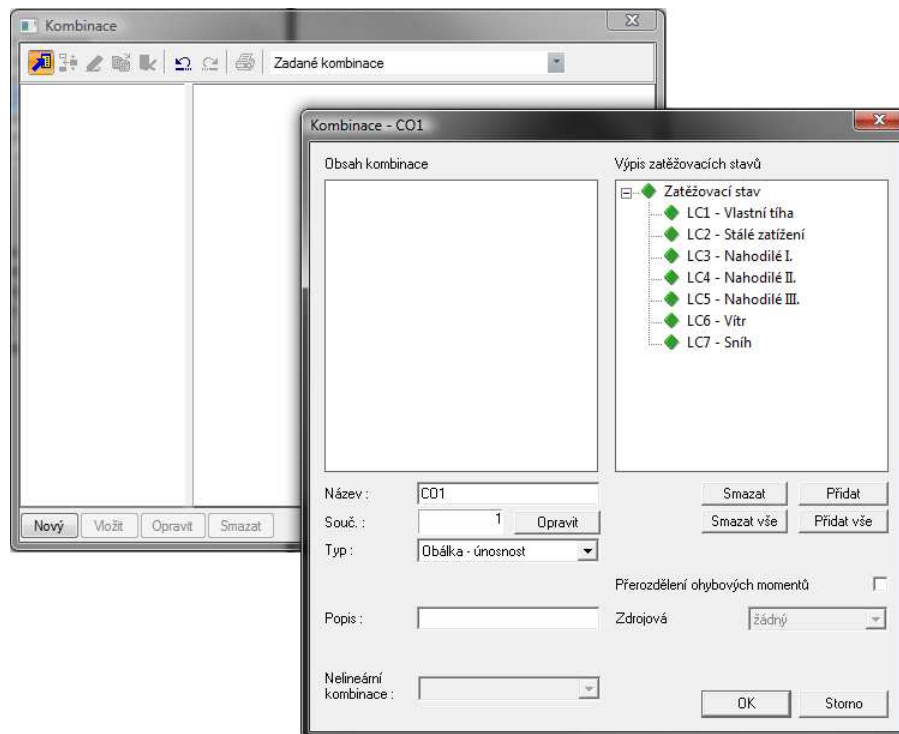 Kombinace
Zadané kombinace
Nový Vložit Opravit Smazat
Kombinace - CO1
Obsah kombinace
Výpis zatěžovacích stavů
Zatěžovací stav
LC1 - Vlastní tíha
LC2 - Stálé zatížení
LC3 - Nahodilé I.
LC4 - Nahodilé II.
LC5 - Nahodilé III.
LC6 - Vítr
LC7 - Sníh
Název : CO1
Smazat Přidat
Souč. : 1 Opravit
Smazat vše Přidat vše
Typ : Obálka - únosnost
Přerozdělení ohybových momentů
Popis :
Zdrojová žádný
Nelineární
kombinace :
OK Storno